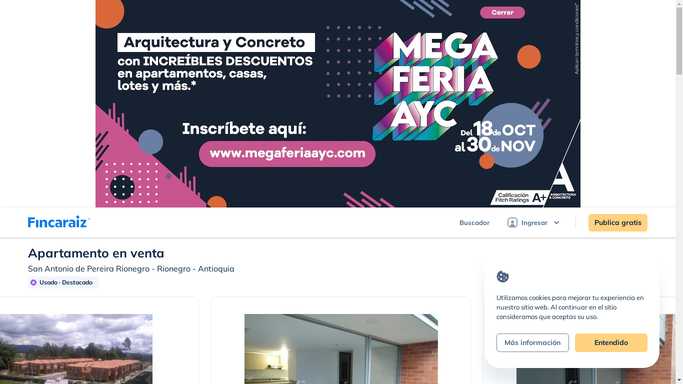 Cerrar
Arquitectura y Concreto
con INCREÍBLES DESCUENTOS
en apartamentos, casas,
lotes y más.*
MEGA
FERIA
AYC
Inscríbete aquí:
www.megaferiaayc.com
Del 18 de OCT
al 30 de NOV
Calificación
Fitch Ratings
A+
ARQUITECTURA
& CONCRETO
Fincaraiz
Buscador
Ingresar
Publica gratis
Apartamento en venta
San Antonio de Pereira Rionegro - Rionegro - Antioquia
Usado · Destacado
Utilizamos cookies para mejorar tu experiencia en
nuestro sitio web. Al continuar en el sitio
consideramos que aceptas su uso.
Más información
Entendido